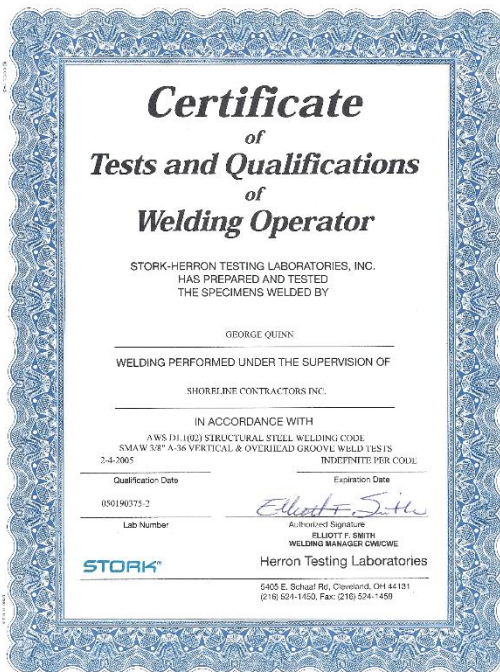 Certificate
of
Tests and Qualifications
of
Welding Operator
STORK-HERRON TESTING LABORATORIES, INC.
HAS PREPARED AND TESTED
THE SPECIMENS WELDED BY
GEORGE QUINN
WELDING PERFORMED UNDER THE SUPERVISION OF
SHORELINE CONTRACTORS INC.
IN ACCORDANCE WITH
AWS D1.1(02) STRUCTURAL STEEL WELDING CODE
SMAW 3/8" A-36 VERTICAL & OVERHEAD GROOVE WELD TESTS
2-4-2005 INDEFINITE PER CODE
Qualification Date Expiration Date
050190375-2 Elliott F. Smith
Lab Number Authorized Signature
ELLIOTT F. SMITH
WELDING MANAGER CWI/CWE
STORK® Herron Testing Laboratories
5405 E. Schaaf Rd, Cleveland, OH 44131
(216) 524-1450, Fax: (216) 524-1459